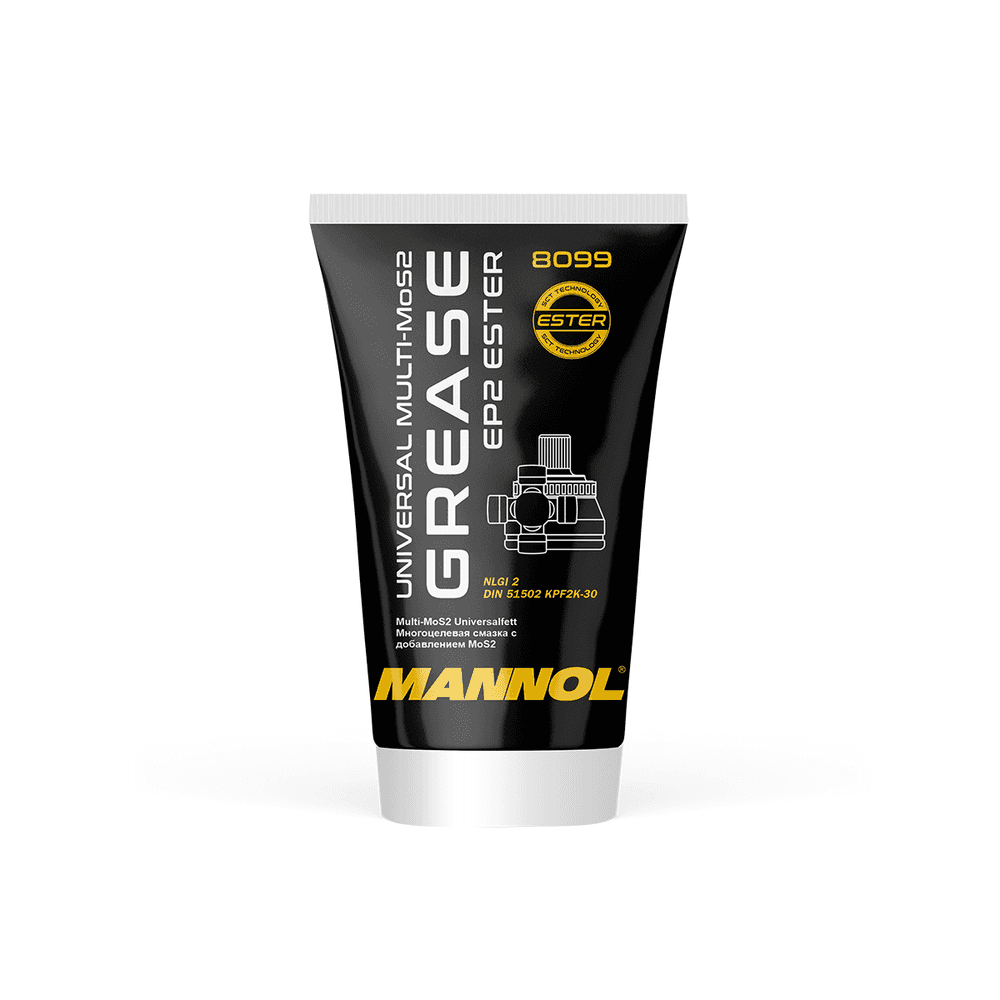 UNIVERSAL MULTI-MoS2
GREASE
EP2 ESTER
8099
SCT TECHNOLOGY
ESTER
SCT TECHNOLOGY
NLGI 2
DIN 51502 KPF2K-30
Multi-MoS2 Universalfett
Многоцелевая смазка с
добавлением MoS2
MANNOL®